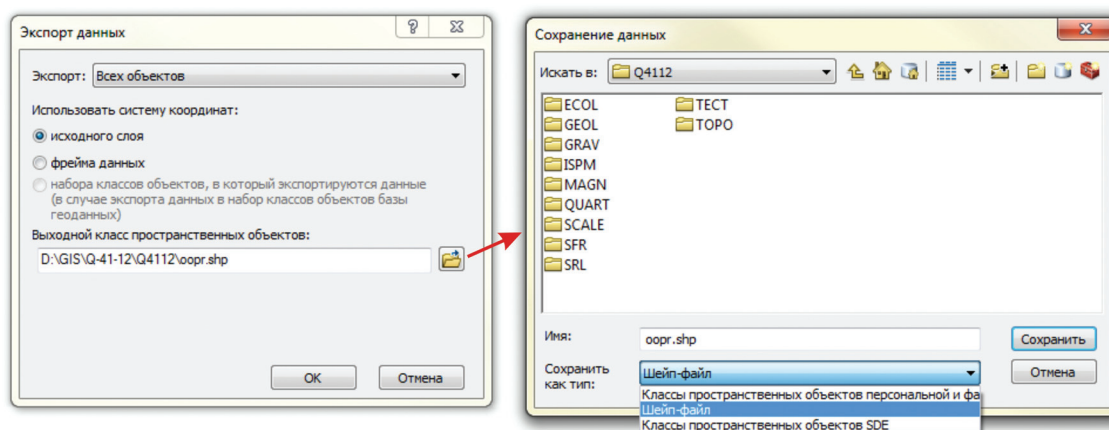 Экспорт данных
Экспорт: Всех объектов
Использовать систему координат:
исходного слоя
фрейма данных
набора классов объектов, в который экспортируются данные
(в случае экспорта данных в набор классов объектов базы
геоданных)
Выходной класс пространственных объектов:
D:\GIS\Q-41-12\Q4112\oopr.shp
OK
Отмена
Сохранение данных
Искать в: Q4112
ECOL
GEOL
GRAV
ISPM
MAGN
QUART
SCALE
SFR
SRL
TECT
TOPO
Имя: oopr.shp
Сохранить
Сохранить
как тип: Шейп-файл
Отмена
Классы пространственных объектов персональной и фа
Шейп-файл
Классы пространственных объектов SDE